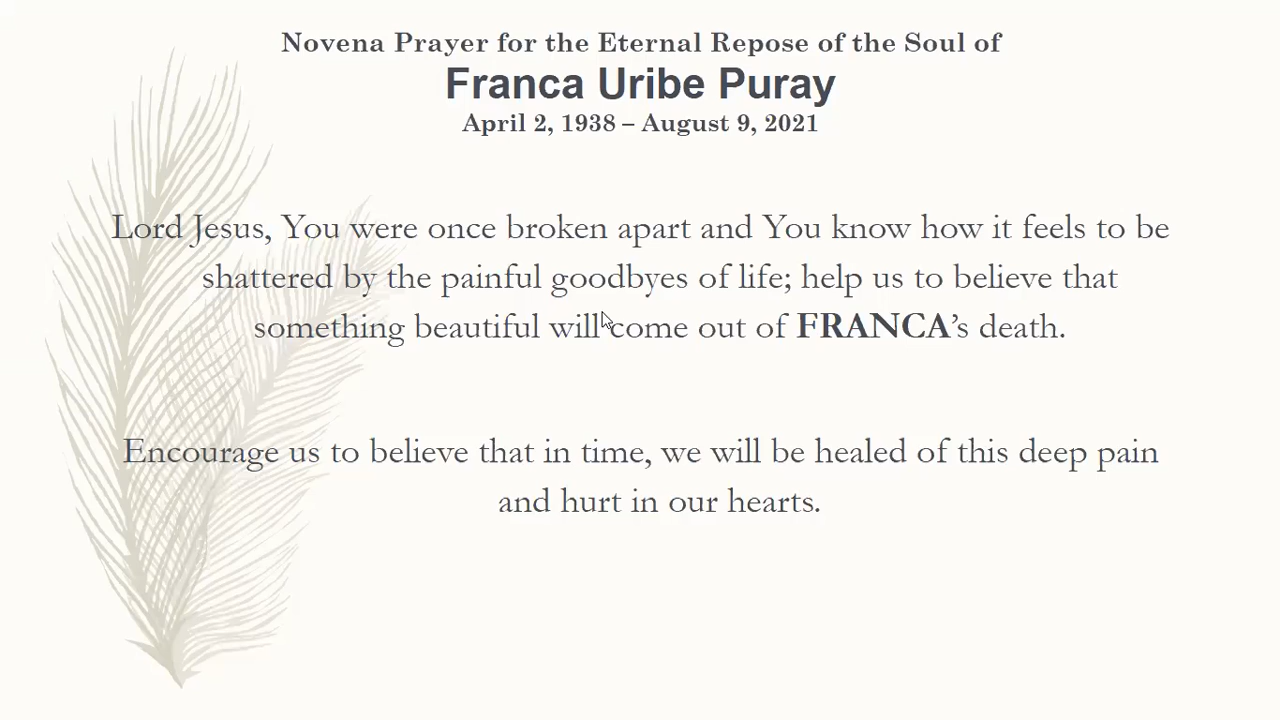 Novena Prayer for the Eternal Repose of the Soul of
Franca Uribe Puray
April 2, 1938 – August 9, 2021
Lord Jesus, You were once broken apart and You know how it feels to be
shattered by the painful goodbyes of life; help us to believe that
something beautiful will come out of FRANCA’s death.
Encourage us to believe that in time, we will be healed of this deep pain
and hurt in our hearts.